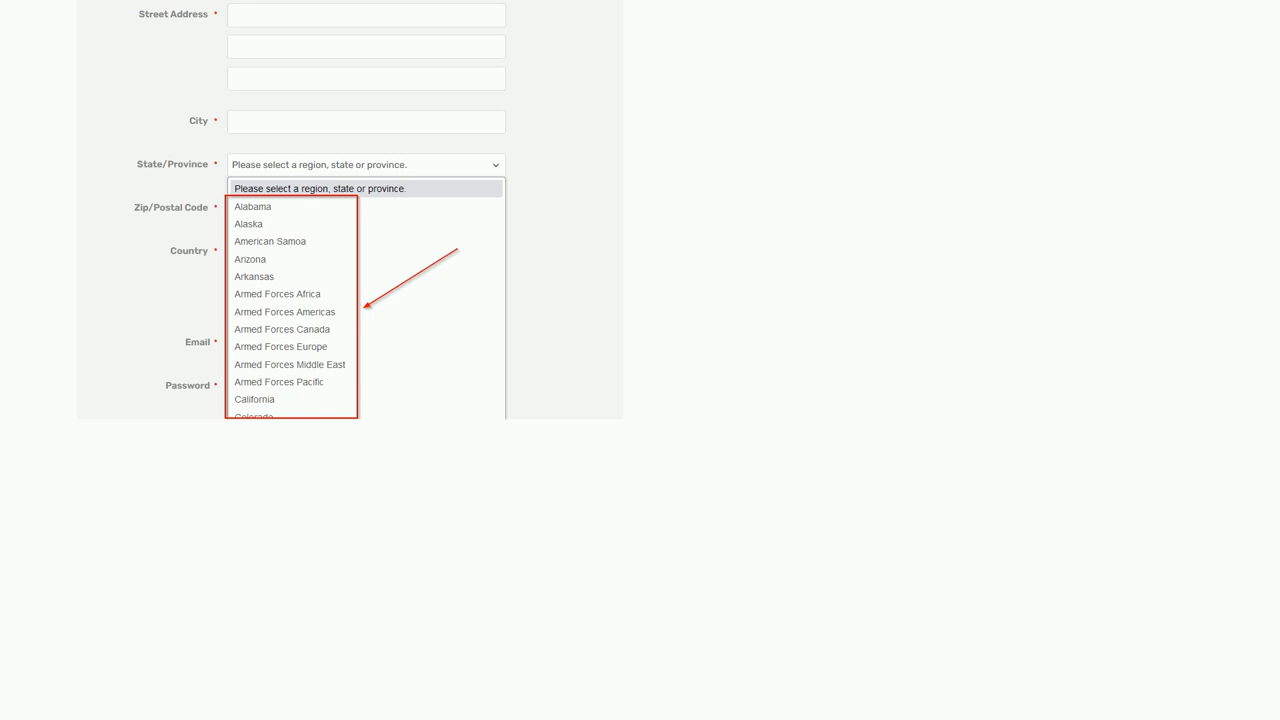 Street Address *
City *
State/Province * Please select a region, state or province.
Please select a region, state or province.
Zip/Postal Code * Alabama
Alaska
American Samoa
Country *
Arizona
Arkansas
Armed Forces Africa
Armed Forces Americas
Armed Forces Canada
Email *
Armed Forces Europe
Armed Forces Middle East
Password * Armed Forces Pacific
California
Colorado